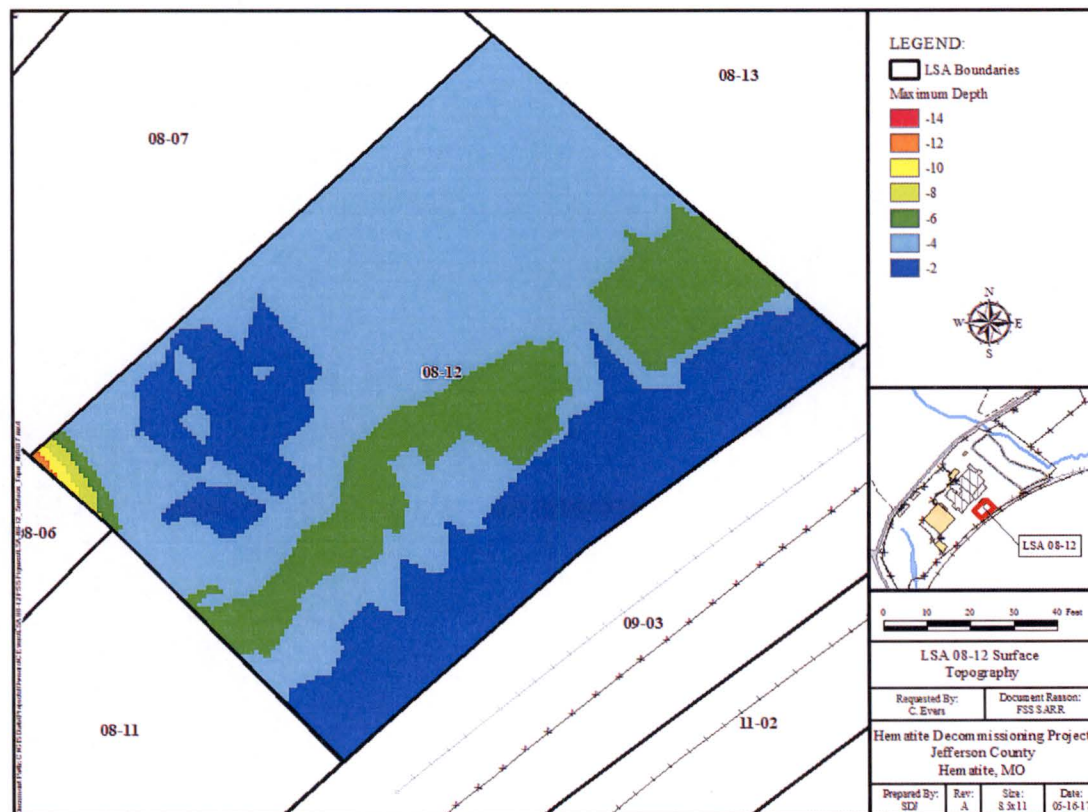 08-13
08-07
08-12
8-06
08-11
09-03
11-02
LEGEND:
LSA Boundaries
Maximum Depth
-14
-12
-10
-8
-6
-4
-2
N
W E
S
LSA 08-12
0 10 20 30 40 Feet
LSA 08-12 Surface
Topography
Requested By:
C. Evers
Document Reason:
FSS SARR
Hematite Decommissioning Project
Jefferson County
Hematite, MO
Prepared By:
SDJ
Rev:
A
Size:
8.5x11
Date:
05-16-1